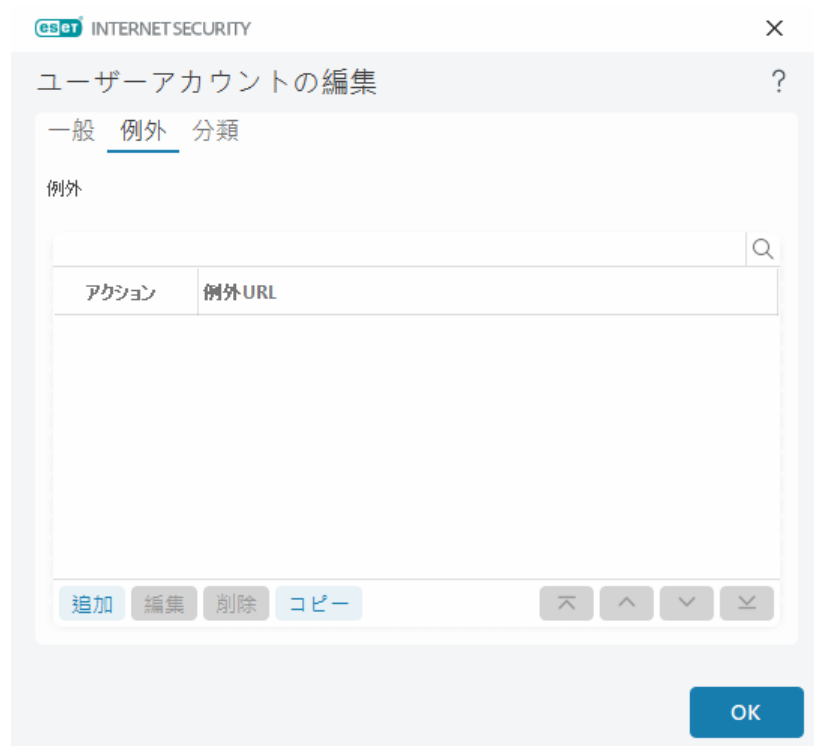 eset INTERNET SECURITY
ユーザーアカウントの編集 ?
一般 例外 分類
例外
アクション 例外URL
追加 編集 削除 コピー
OK